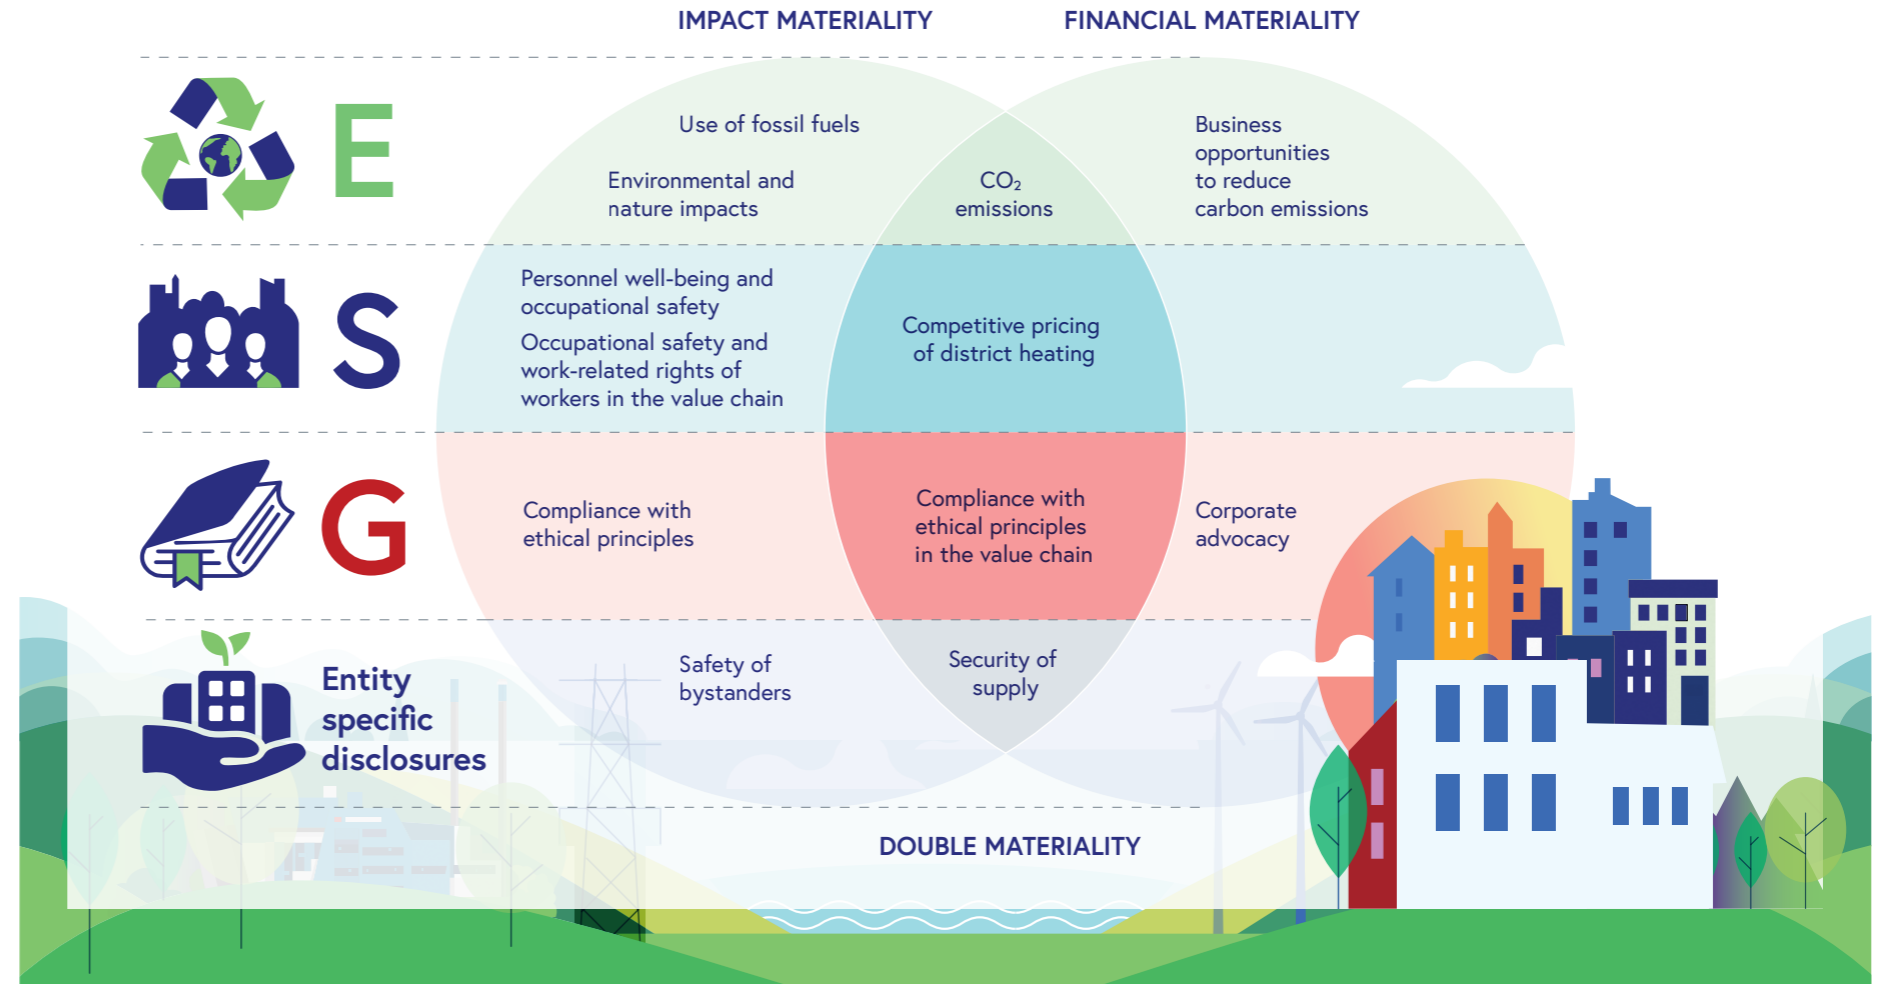 IMPACT MATERIALITY
FINANCIAL MATERIALITY
E
Use of fossil fuels
Environmental and
nature impacts
CO₂
emissions
Business
opportunities
to reduce
carbon emissions
S
Personnel well-being and
occupational safety
Occupational safety and
work-related rights of
workers in the value chain
Competitive pricing
of district heating
G
Compliance with
ethical principles
Compliance with
ethical principles
in the value chain
Corporate
advocacy
Entity
specific
disclosures
Safety of
bystanders
Security of
supply
DOUBLE MATERIALITY